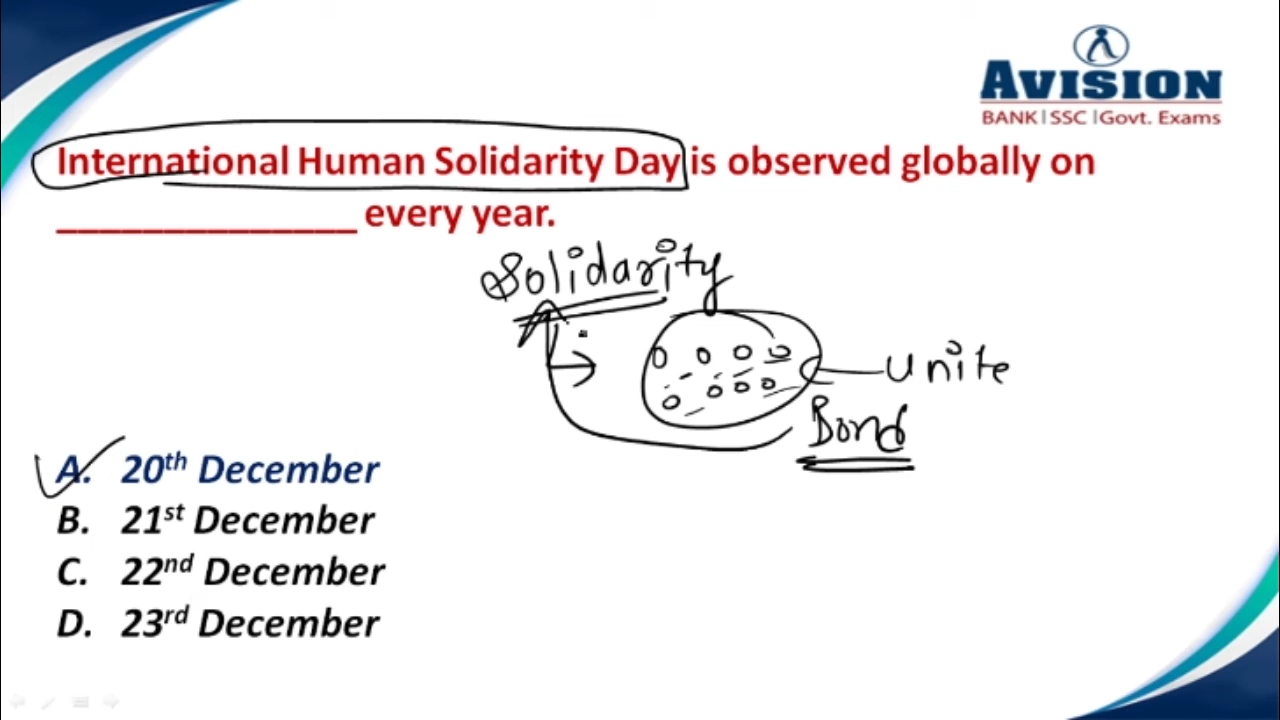 AVISION
BANK | SSC | Govt. Exams
International Human Solidarity Day is observed globally on
______________ every year.
Solidarity
Unite
Bond
A. 20th December
B. 21st December
C. 22nd December
D. 23rd December